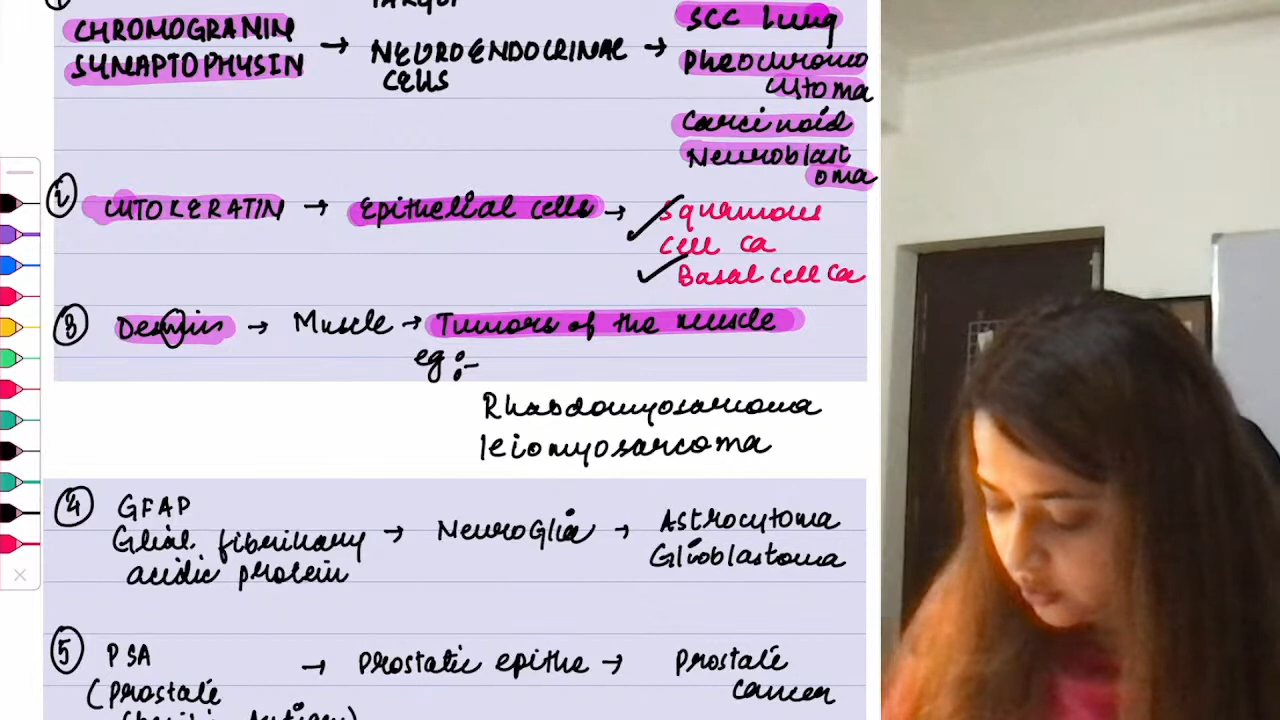 TARGET
CHROMOGRANIN → NEUROENDOCRINAL → SCC Lung
SYNAPTOPHYSIN CELLS Pheochromo
cytoma
Carcinoid
Neuroblast
oma
CYTOKERATIN → Epithelial cells → Squamous
cell ca
Basal cell ca
3 Desmin → Muscle → Tumors of the muscle
eg :-
Rhabdomyosarcoma
leiomyosarcoma
4 GFAP → NeuroGlia → Astrocytoma
Glial fibrillary Glioblastoma
acidic protein
5 PSA → Prostatic epithe → Prostate
(Prostate cancer